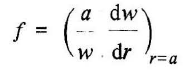 f = (a/w dw/dr)_{r=a}